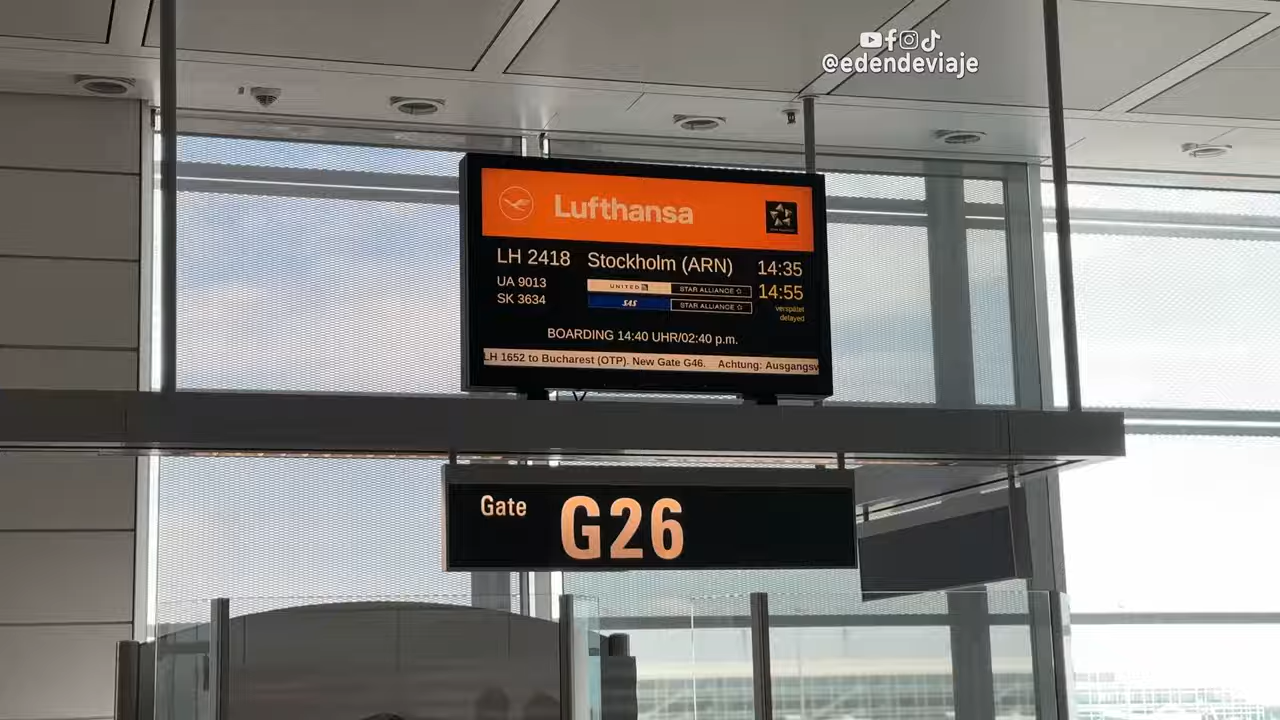 @edendeviaje
Lufthansa
LH 2418 Stockholm (ARN) 14:35
UA 9013 UNITED STAR ALLIANCE 14:55
SK 3634 SAS STAR ALLIANCE verspätet
delayed
BOARDING 14:40 UHR/02:40 p.m.
LH 1652 to Bucharest (OTP). New Gate G46. Achtung: Ausgangsw
Gate G26